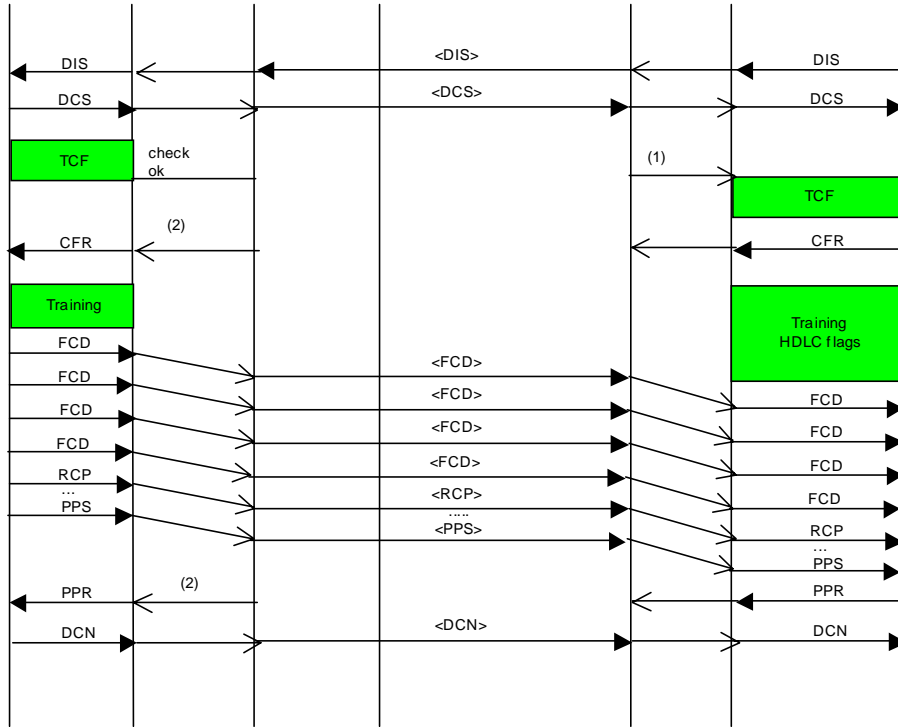 DIS <DIS> DIS
DCS <DCS> DCS
TCF check ok (1)
TCF
CFR (2) CFR
Training
Training HDLC flags
FCD <FCD> FCD
FCD <FCD> FCD
FCD <FCD> FCD
FCD <FCD> FCD
RCP <RCP> RCP
... ..... ...
PPS <PPS> PPS
PPR (2) PPR
DCN <DCN> DCN